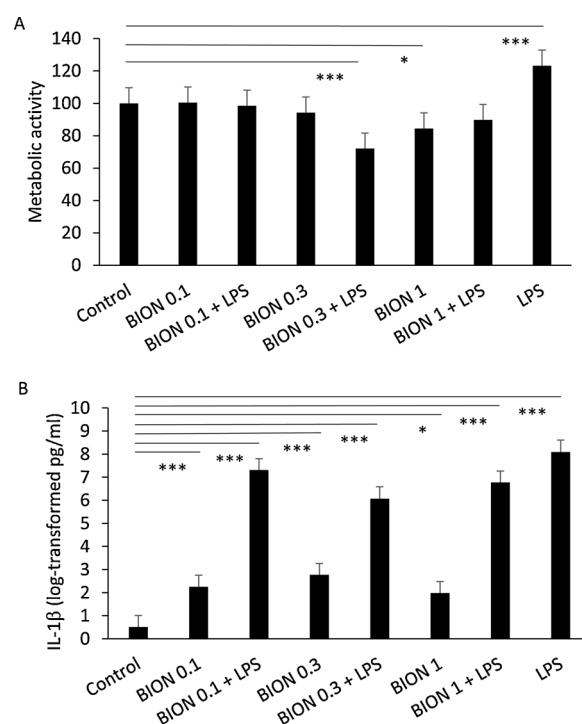 A
Metabolic activity
140
120
100
80
60
40
20
0
***
*
***
Control
BION 0.1
BION 0.1 + LPS
BION 0.3
BION 0.3 + LPS
BION 1
BION 1 + LPS
LPS
B
IL-1β (log-transformed pg/ml)
10
9
8
7
6
5
4
3
2
1
0
***
***
***
***
*
***
***
Control
BION 0.1
BION 0.1 + LPS
BION 0.3
BION 0.3 + LPS
BION 1
BION 1 + LPS
LPS